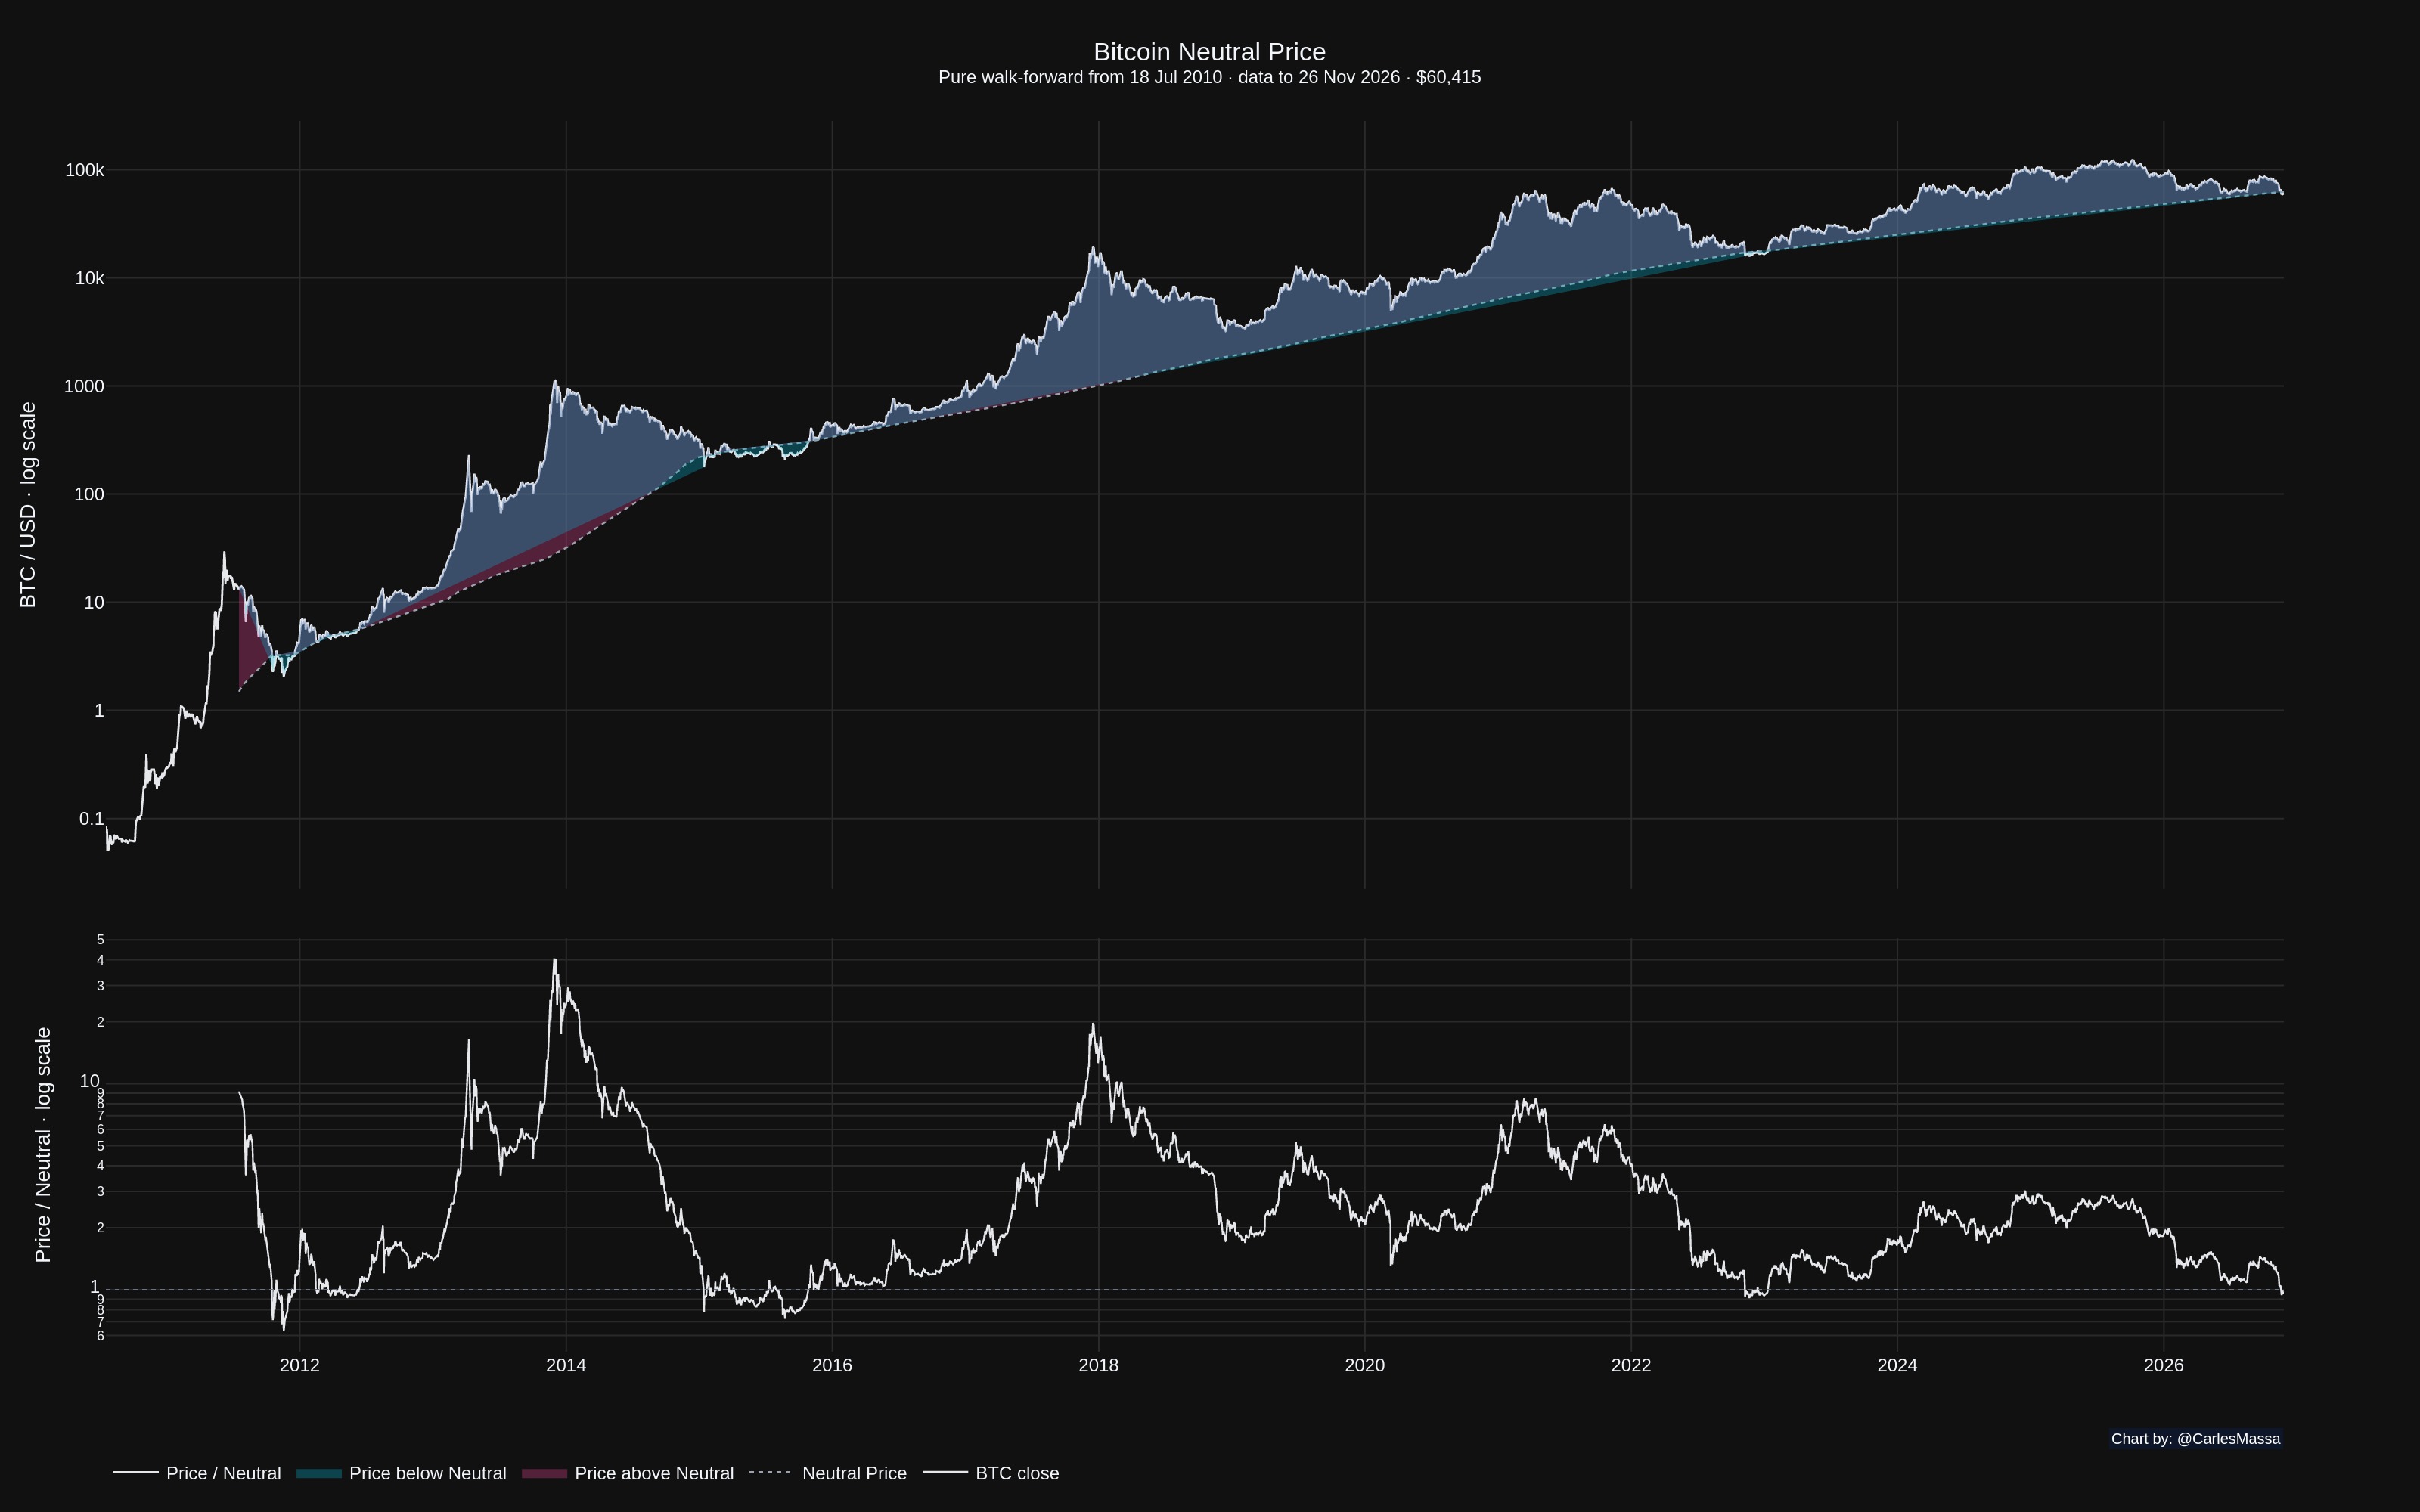 Bitcoin Neutral Price
Pure walk-forward from 18 Jul 2010 · data to 26 Nov 2026 · $60,415
BTC / USD · log scale
100k
10k
1000
100
10
1
0.1
Price / Neutral · log scale
5
4
3
2
10
9
8
7
6
5
4
3
2
1
9
8
7
6
2012 2014 2016 2018 2020 2022 2024 2026
Chart by: @CarlesMassa
Price / Neutral Price below Neutral Price above Neutral Neutral Price BTC close